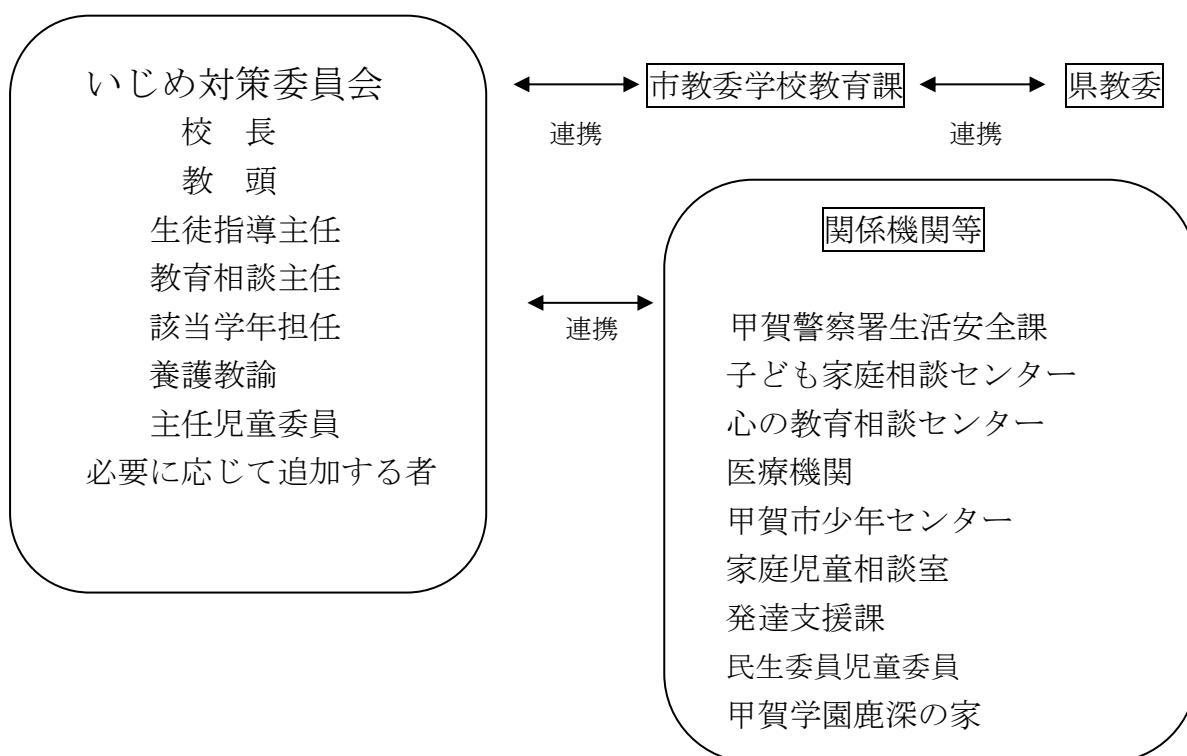 いじめ対策委員会
校　長
教　頭
生徒指導主任
教育相談主任
該当学年担任
養護教諭
主任児童委員
必要に応じて追加する者
連携
市教委学校教育課
連携
県教委
連携
関係機関等
甲賀警察署生活安全課
子ども家庭相談センター
心の教育相談センター
医療機関
甲賀市少年センター
家庭児童相談室
発達支援課
民生委員児童委員
甲賀学園鹿深の家